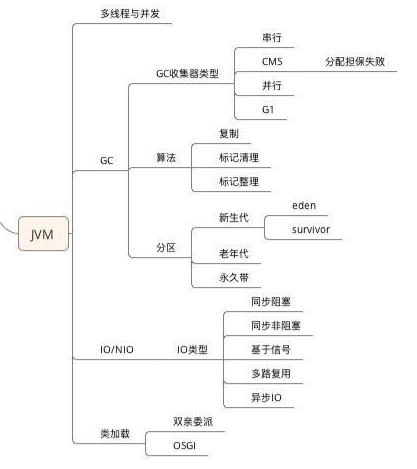 JVM
多线程与并发
GC
GC收集器类型
串行
CMS
分配担保失败
并行
G1
算法
复制
标记清理
标记整理
分区
新生代
eden
survivor
老年代
永久带
IO/NIO
IO类型
同步阻塞
同步非阻塞
基于信号
多路复用
异步IO
类加载
双亲委派
OSGI